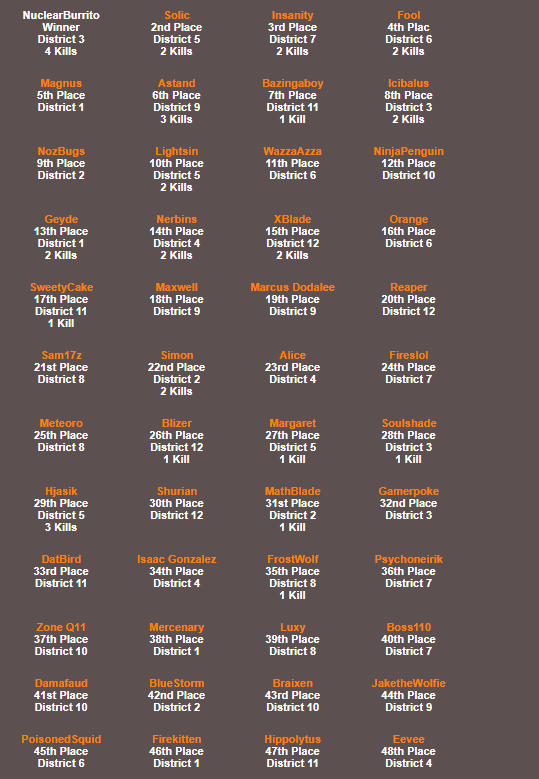 NuclearBurrito
Winner
District 3
4 Kills
Solic
2nd Place
District 5
2 Kills
Insanity
3rd Place
District 7
2 Kills
Fool
4th Plac
District 6
2 Kills
Magnus
5th Place
District 1
Astand
6th Place
District 9
3 Kills
Bazingaboy
7th Place
District 11
1 Kill
Icibalus
8th Place
District 3
2 Kills
NozBugs
9th Place
District 2
Lightsin
10th Place
District 5
2 Kills
WazzaAzza
11th Place
District 6
NinjaPenguin
12th Place
District 10
Geyde
13th Place
District 1
2 Kills
Nerbins
14th Place
District 4
2 Kills
XBlade
15th Place
District 12
2 Kills
Orange
16th Place
District 6
SweetyCake
17th Place
District 11
1 Kill
Maxwell
18th Place
District 9
Marcus Dodalee
19th Place
District 9
Reaper
20th Place
District 12
Sam17z
21st Place
District 8
Simon
22nd Place
District 2
2 Kills
Alice
23rd Place
District 4
Fireslol
24th Place
District 7
Meteoro
25th Place
District 8
Blizer
26th Place
District 12
1 Kill
Margaret
27th Place
District 5
1 Kill
Soulshade
28th Place
District 3
1 Kill
Hjasik
29th Place
District 5
3 Kills
Shurian
30th Place
District 12
MathBlade
31st Place
District 2
1 Kill
Gamerpoke
32nd Place
District 3
DatBird
33rd Place
District 11
Isaac Gonzalez
34th Place
District 4
FrostWolf
35th Place
District 8
1 Kill
Psychoneirik
36th Place
District 7
Zone Q11
37th Place
District 10
Mercenary
38th Place
District 1
Luxy
39th Place
District 8
Boss110
40th Place
District 7
Damafaud
41st Place
District 10
BlueStorm
42nd Place
District 2
Braixen
43rd Place
District 10
JaketheWolfie
44th Place
District 9
PoisonedSquid
45th Place
District 6
Firekitten
46th Place
District 1
Hippolytus
47th Place
District 11
Eevee
48th Place
District 4